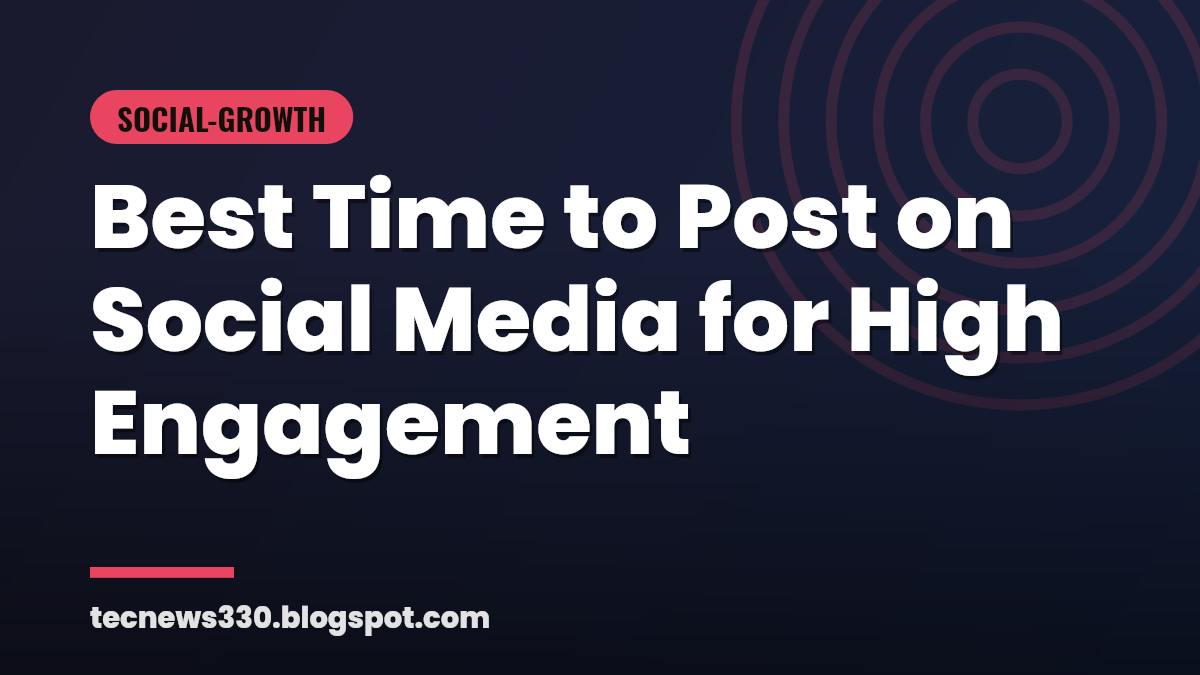 SOCIAL-GROWTH
Best Time to Post on
Social Media for High
Engagement
tecnews330.blogspot.com